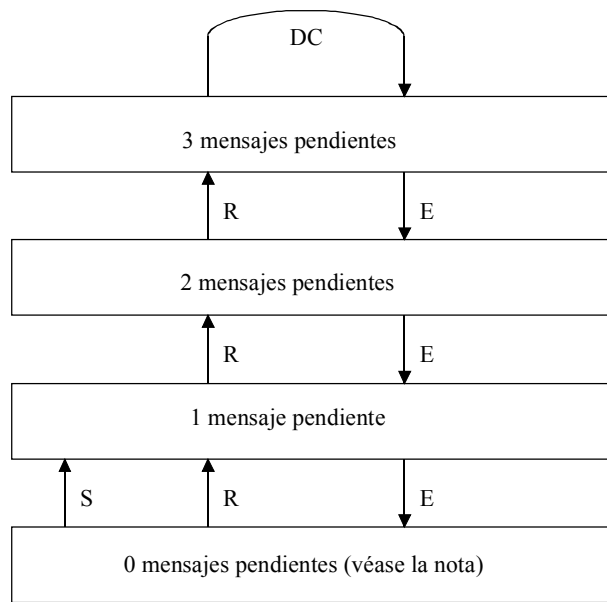 DC
3 mensajes pendientes
R
E
2 mensajes pendientes
R
E
1 mensaje pendiente
S
R
E
0 mensajes pendientes (véase la nota)